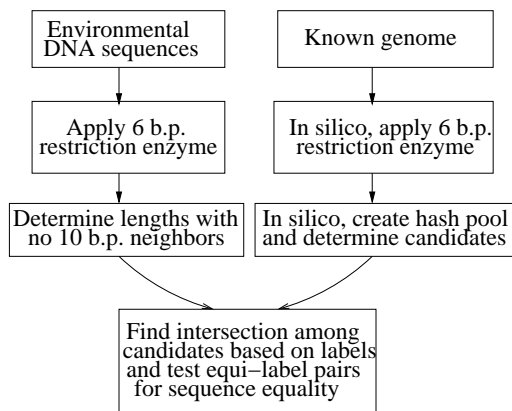 Environmental
DNA sequences
Known genome
Apply 6 b.p.
restriction enzyme
In silico, apply 6 b.p.
restriction enzyme
Determine lengths with
no 10 b.p. neighbors
In silico, create hash pool
and determine candidates
Find intersection among
candidates based on labels
and test equi−label pairs
for sequence equality